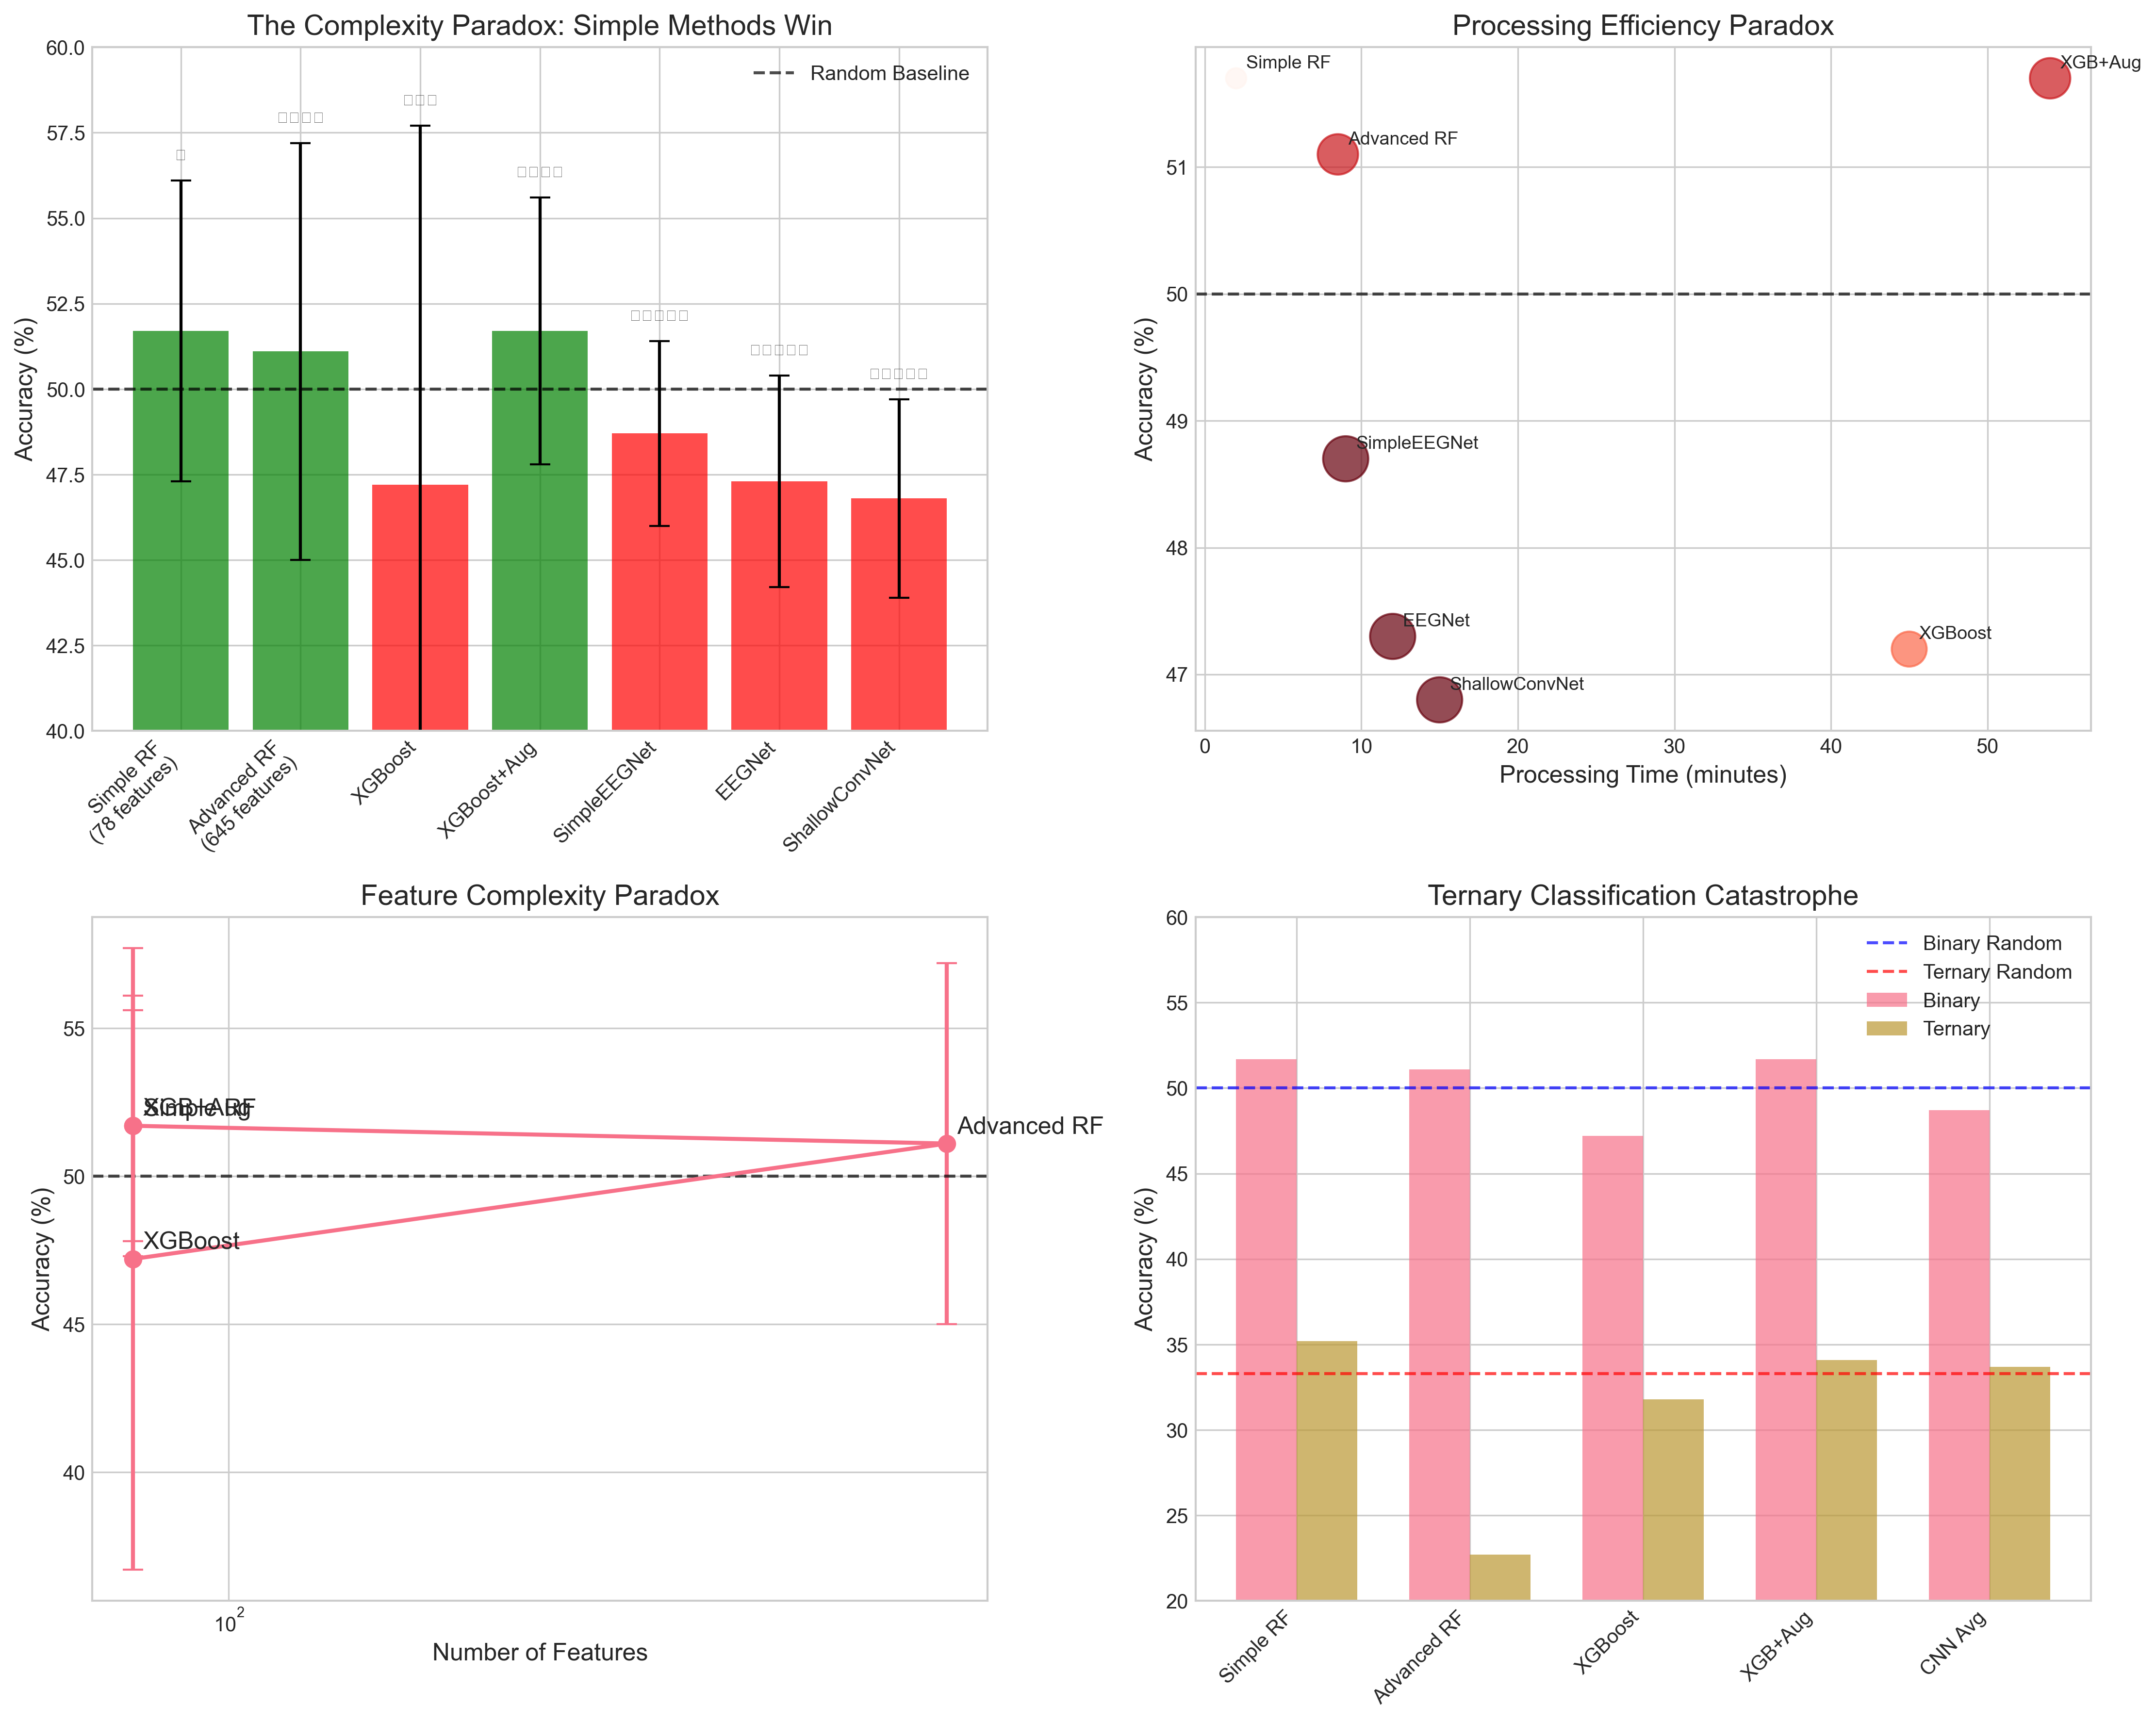 The Complexity Paradox: Simple Methods Win
60.0
57.5
55.0
52.5
50.0
47.5
45.0
42.5
40.0
Accuracy (%)
Random Baseline
Simple RF
(78 features)
Advanced RF
(645 features)
XGBoost
XGBoost+Aug
SimpleEEGNet
EEGNet
ShallowConvNet
Processing Efficiency Paradox
51
50
49
48
47
Accuracy (%)
Simple RF
XGB+Aug
Advanced RF
SimpleEEGNet
EEGNet
XGBoost
ShallowConvNet
0
10
20
30
40
50
Processing Time (minutes)
Feature Complexity Paradox
55
50
45
40
Accuracy (%)
Simple RF
XGB+Aug
Advanced RF
XGBoost
10²
Number of Features
Ternary Classification Catastrophe
60
55
50
45
40
35
30
25
20
Accuracy (%)
Binary Random
Ternary Random
Binary
Ternary
Simple RF
Advanced RF
XGBoost
XGB+Aug
CNN Avg